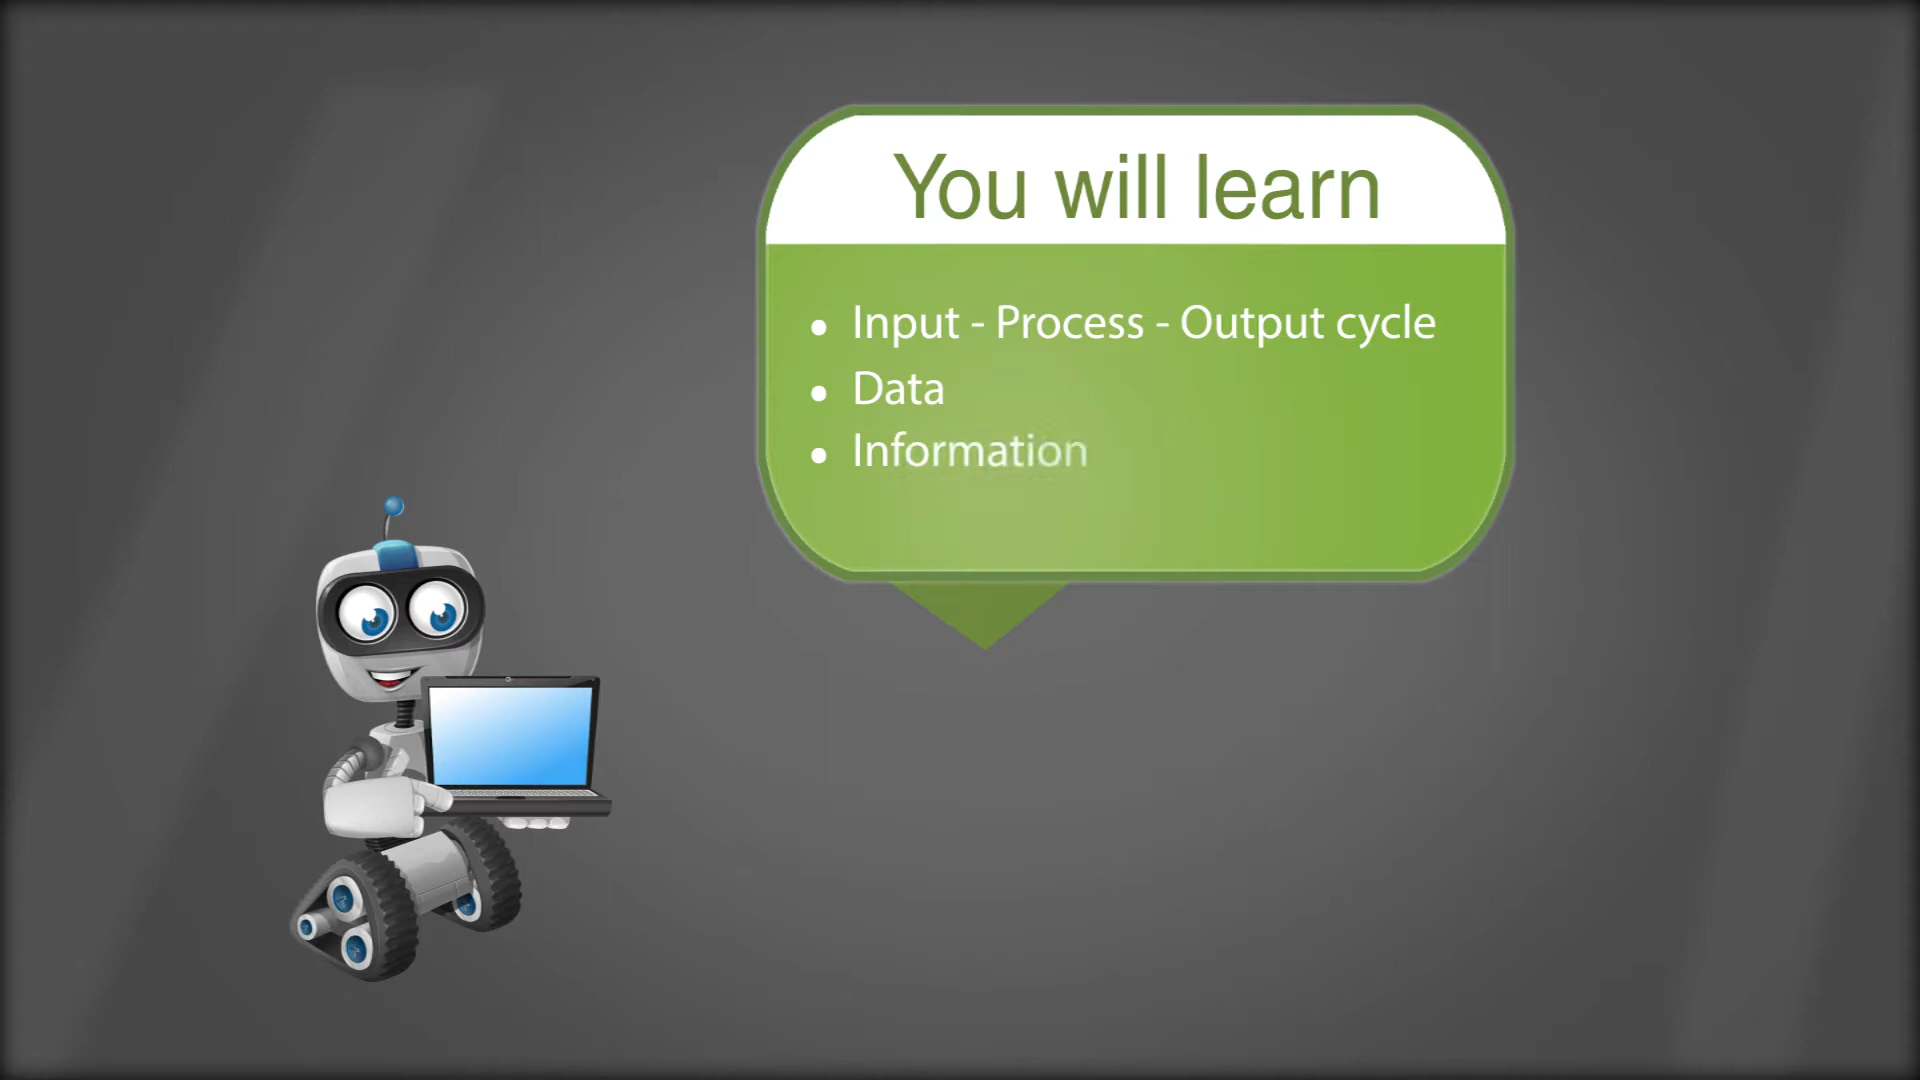 You will learn
• Input - Process - Output cycle
• Data
• Information